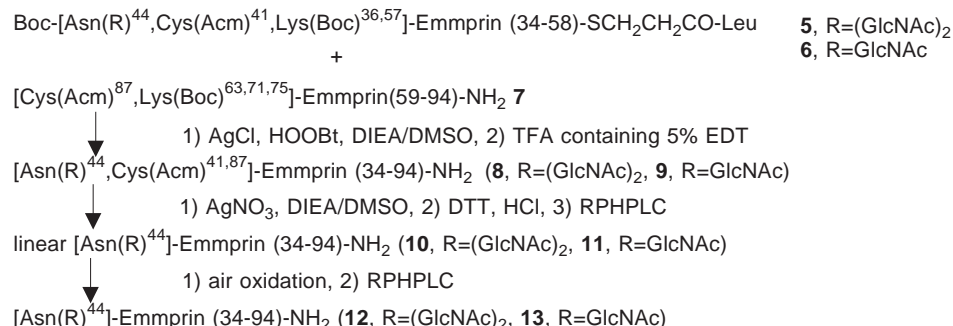 Boc-[Asn(R)⁴⁴,Cys(Acm)⁴¹,Lys(Boc)³⁶,⁵⁷]-Emmprin (34-58)-SCH₂CH₂CO-Leu 5, R=(GlcNAc)₂
6, R=GlcNAc
+
[Cys(Acm)⁸⁷,Lys(Boc)⁶³,⁷¹,⁷⁵]-Emmprin(59-94)-NH₂ 7
1) AgCl, HOOBt, DIEA/DMSO, 2) TFA containing 5% EDT
[Asn(R)⁴⁴,Cys(Acm)⁴¹,⁸⁷]-Emmprin (34-94)-NH₂ (8, R=(GlcNAc)₂, 9, R=GlcNAc)
1) AgNO₃, DIEA/DMSO, 2) DTT, HCl, 3) RPHPLC
linear [Asn(R)⁴⁴]-Emmprin (34-94)-NH₂ (10, R=(GlcNAc)₂, 11, R=GlcNAc)
1) air oxidation, 2) RPHPLC
[Asn(R)⁴⁴]-Emmprin (34-94)-NH₂ (12, R=(GlcNAc)₂, 13, R=GlcNAc)